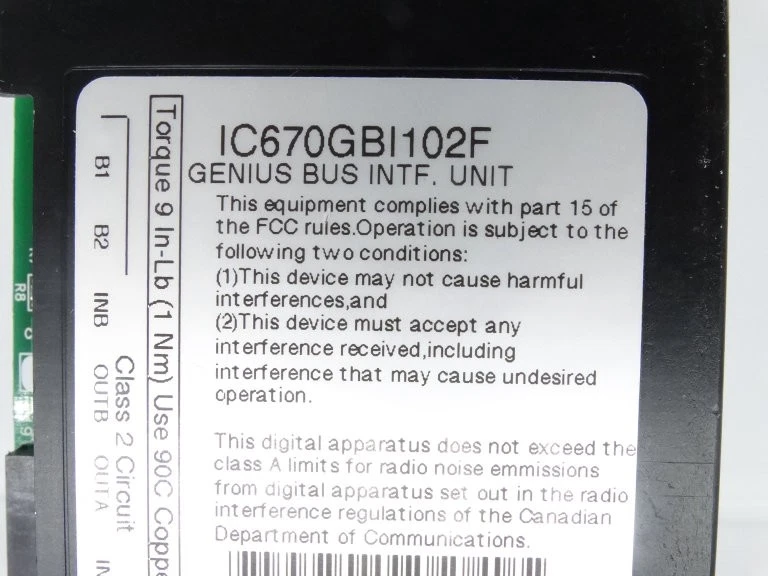 IC670GBI102F
GENIUS BUS INTF. UNIT
This equipment complies with part 15 of
the FCC rules.Operation is subject to the
following two conditions:
(1)This device may not cause harmful
interferences,and
(2)This device must accept any
interference received,including
interference that may cause undesired
operation.
This digital apparatus does not exceed the
class A limits for radio noise emmissions
from digital apparatus set out in the radio
interference regulations of the Canadian
Department of Communications.
Torque 9 In-Lb (1 Nm) Use 90C
Class 2 Circuit
B1
B2
INB
OUTB
OUTA
R8